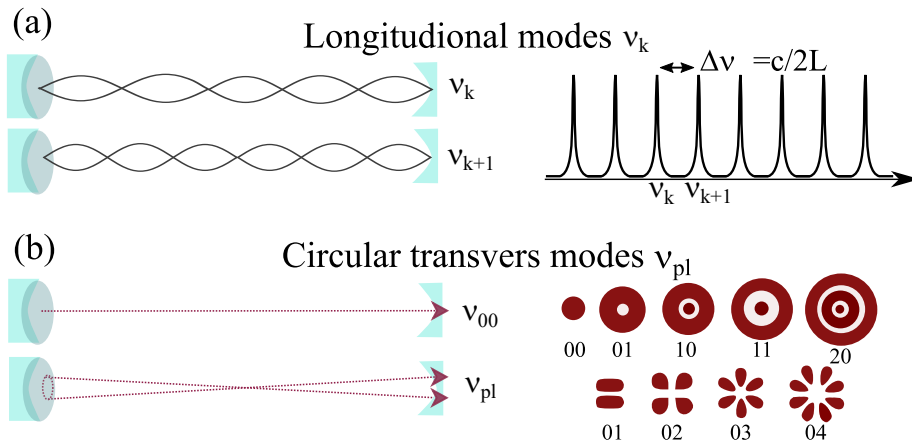 (a)
Longitudional modes νk
Δν =c/2L
νk
νk+1
νk νk+1
(b)
Circular transvers modes νpl
ν00
νpl
00 01 10 11 20
01 02 03 04